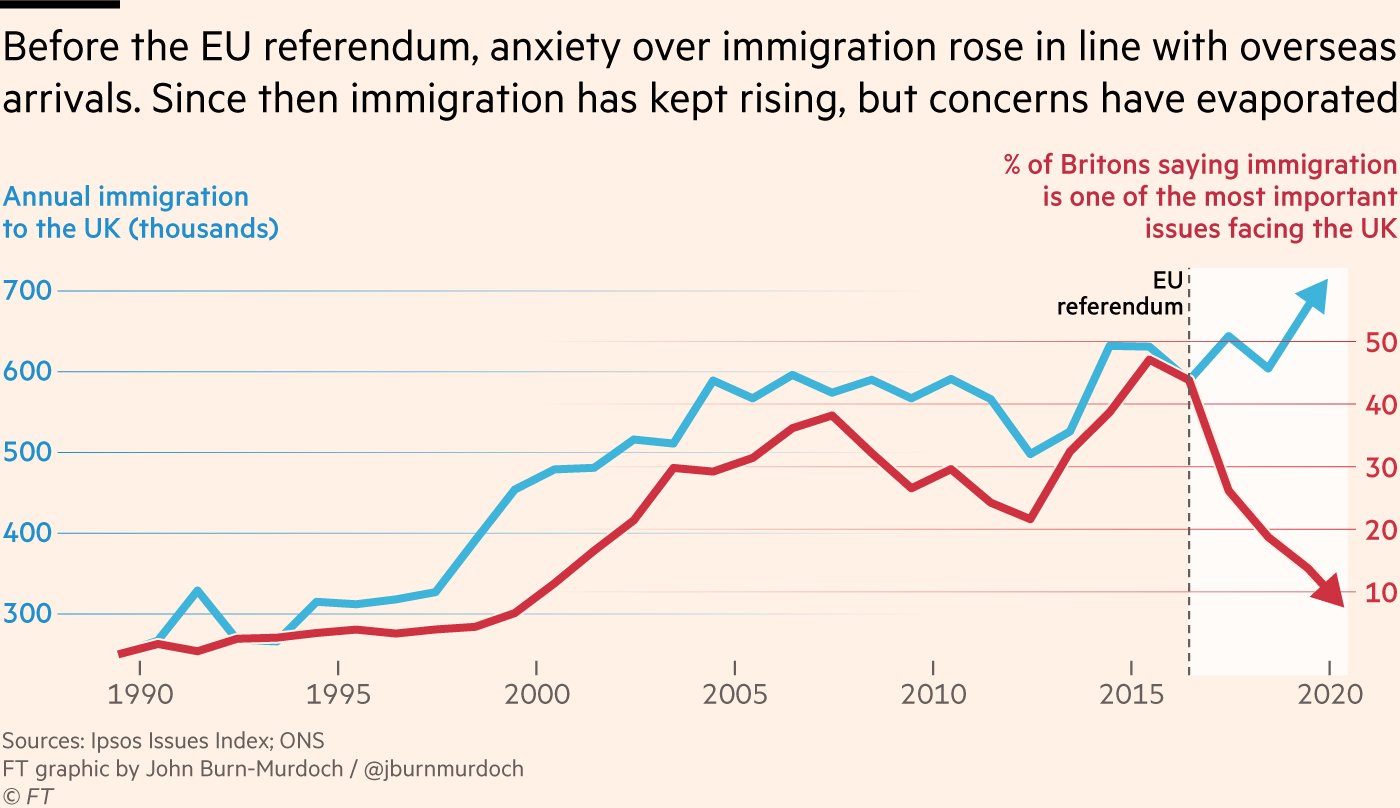 Before the EU referendum, anxiety over immigration rose in line with overseas
arrivals. Since then immigration has kept rising, but concerns have evaporated
Annual immigration
to the UK (thousands)
% of Britons saying immigration
is one of the most important
issues facing the UK
EU
referendum
700
600
500
400
300
50
40
30
20
10
1990 1995 2000 2005 2010 2015 2020
Sources: Ipsos Issues Index; ONS
FT graphic by John Burn-Murdoch / @jburnmurdoch
© FT